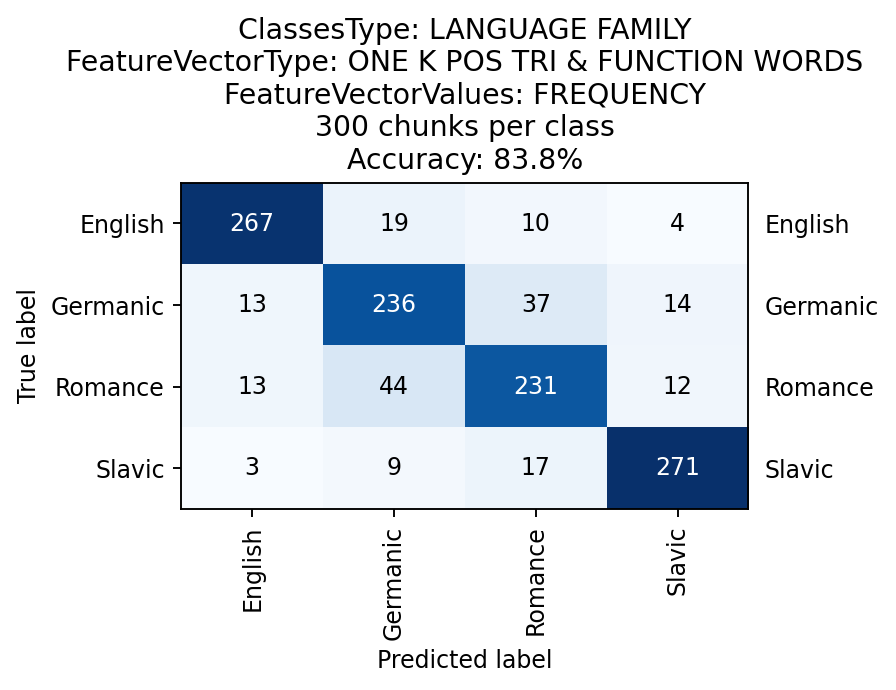 ClassesType: LANGUAGE FAMILY
FeatureVectorType: ONE K POS TRI & FUNCTION WORDS
FeatureVectorValues: FREQUENCY
300 chunks per class
Accuracy: 83.8%
English 267 19 10 4 English
Germanic 13 236 37 14 Germanic
Romance 13 44 231 12 Romance
Slavic 3 9 17 271 Slavic
True label
English Germanic Romance Slavic
Predicted label